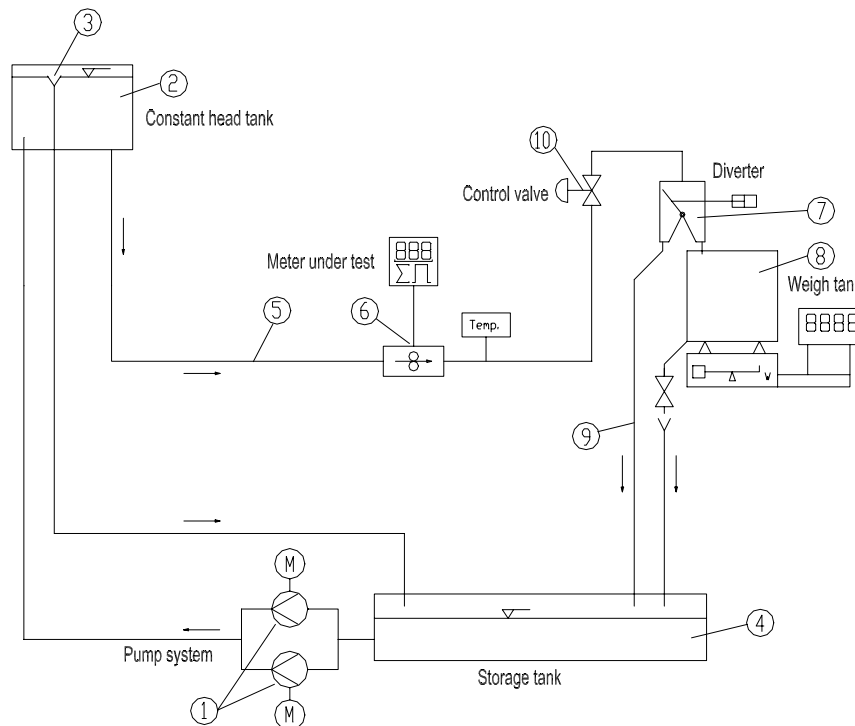 3
2
Constant head tank
10
Control valve
Diverter
7
8
Weigh tan
8888
Meter under test
888
ΣΠ
5
6
Temp.
8
9
M
Pump system
1
M
4
Storage tank